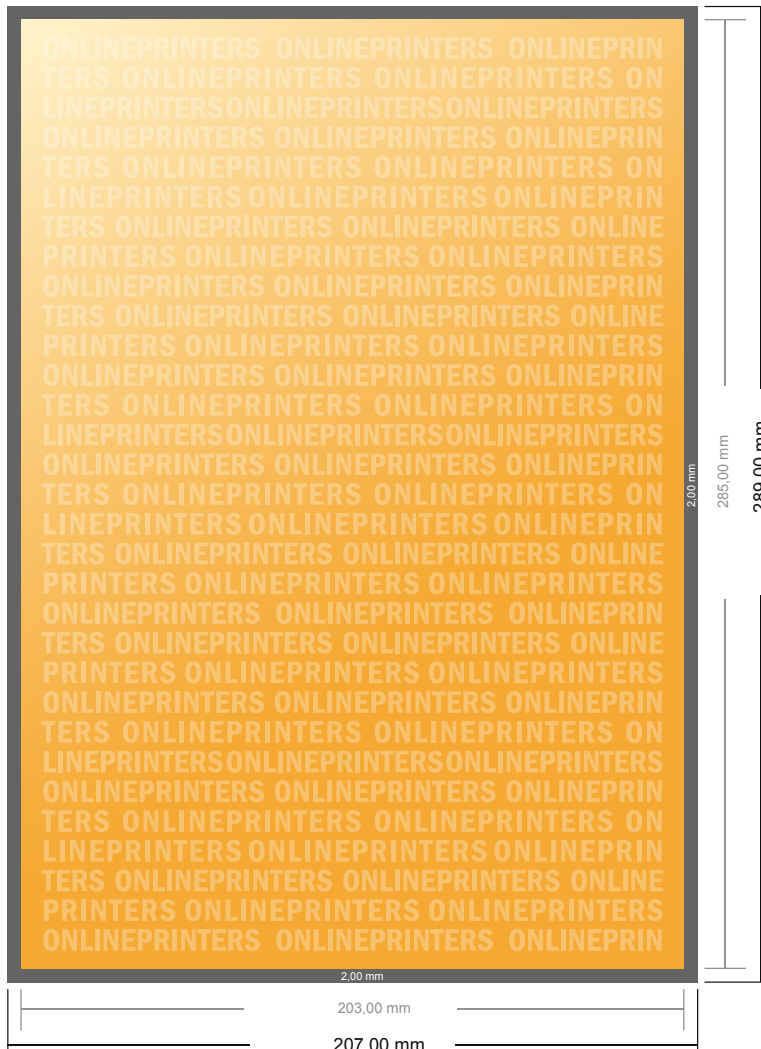 ONLINEPRINTERS ONLINEPRINTERS ONLINEPRIN
TERS ONLINEPRINTERS ONLINEPRINTERS ON
LINEPRINTERSONLINEPRINTERSONLINEPRINTERS
ONLINEPRINTERS ONLINEPRINTERS ONLINEPRIN
TERS ONLINEPRINTERS ONLINEPRINTERS ON
LINEPRINTERS ONLINEPRINTERS ONLINEPRIN
TERS ONLINEPRINTERS ONLINEPRINTERS ONLINE
PRINTERS ONLINEPRINTERS ONLINEPRINTERS
ONLINEPRINTERS ONLINEPRINTERS ONLINEPRIN
TERS ONLINEPRINTERS ONLINEPRINTERS ONLINE
PRINTERS ONLINEPRINTERS ONLINEPRINTERS
ONLINEPRINTERS ONLINEPRINTERS ONLINEPRIN
TERS ONLINEPRINTERS ONLINEPRINTERS ON
LINEPRINTERSONLINEPRINTERSONLINEPRINTERS
ONLINEPRINTERS ONLINEPRINTERS ONLINEPRIN
TERS ONLINEPRINTERS ONLINEPRINTERS ON
LINEPRINTERS ONLINEPRINTERS ONLINEPRIN
TERS ONLINEPRINTERS ONLINEPRINTERS ONLINE
PRINTERS ONLINEPRINTERS ONLINEPRINTERS
ONLINEPRINTERS ONLINEPRINTERS ONLINEPRIN
TERS ONLINEPRINTERS ONLINEPRINTERS ONLINE
PRINTERS ONLINEPRINTERS ONLINEPRINTERS
ONLINEPRINTERS ONLINEPRINTERS ONLINEPRIN
TERS ONLINEPRINTERS ONLINEPRINTERS ON
LINEPRINTERSONLINEPRINTERSONLINEPRINTERS
ONLINEPRINTERS ONLINEPRINTERS ONLINEPRIN
TERS ONLINEPRINTERS ONLINEPRINTERS ON
LINEPRINTERS ONLINEPRINTERS ONLINEPRIN
TERS ONLINEPRINTERS ONLINEPRINTERS ONLINE
PRINTERS ONLINEPRINTERS ONLINEPRINTERS
ONLINEPRINTERS ONLINEPRINTERS ONLINEPRIN
2,00 mm
285,00 mm
289,00 mm
2,00 mm
203,00 mm
207,00 mm